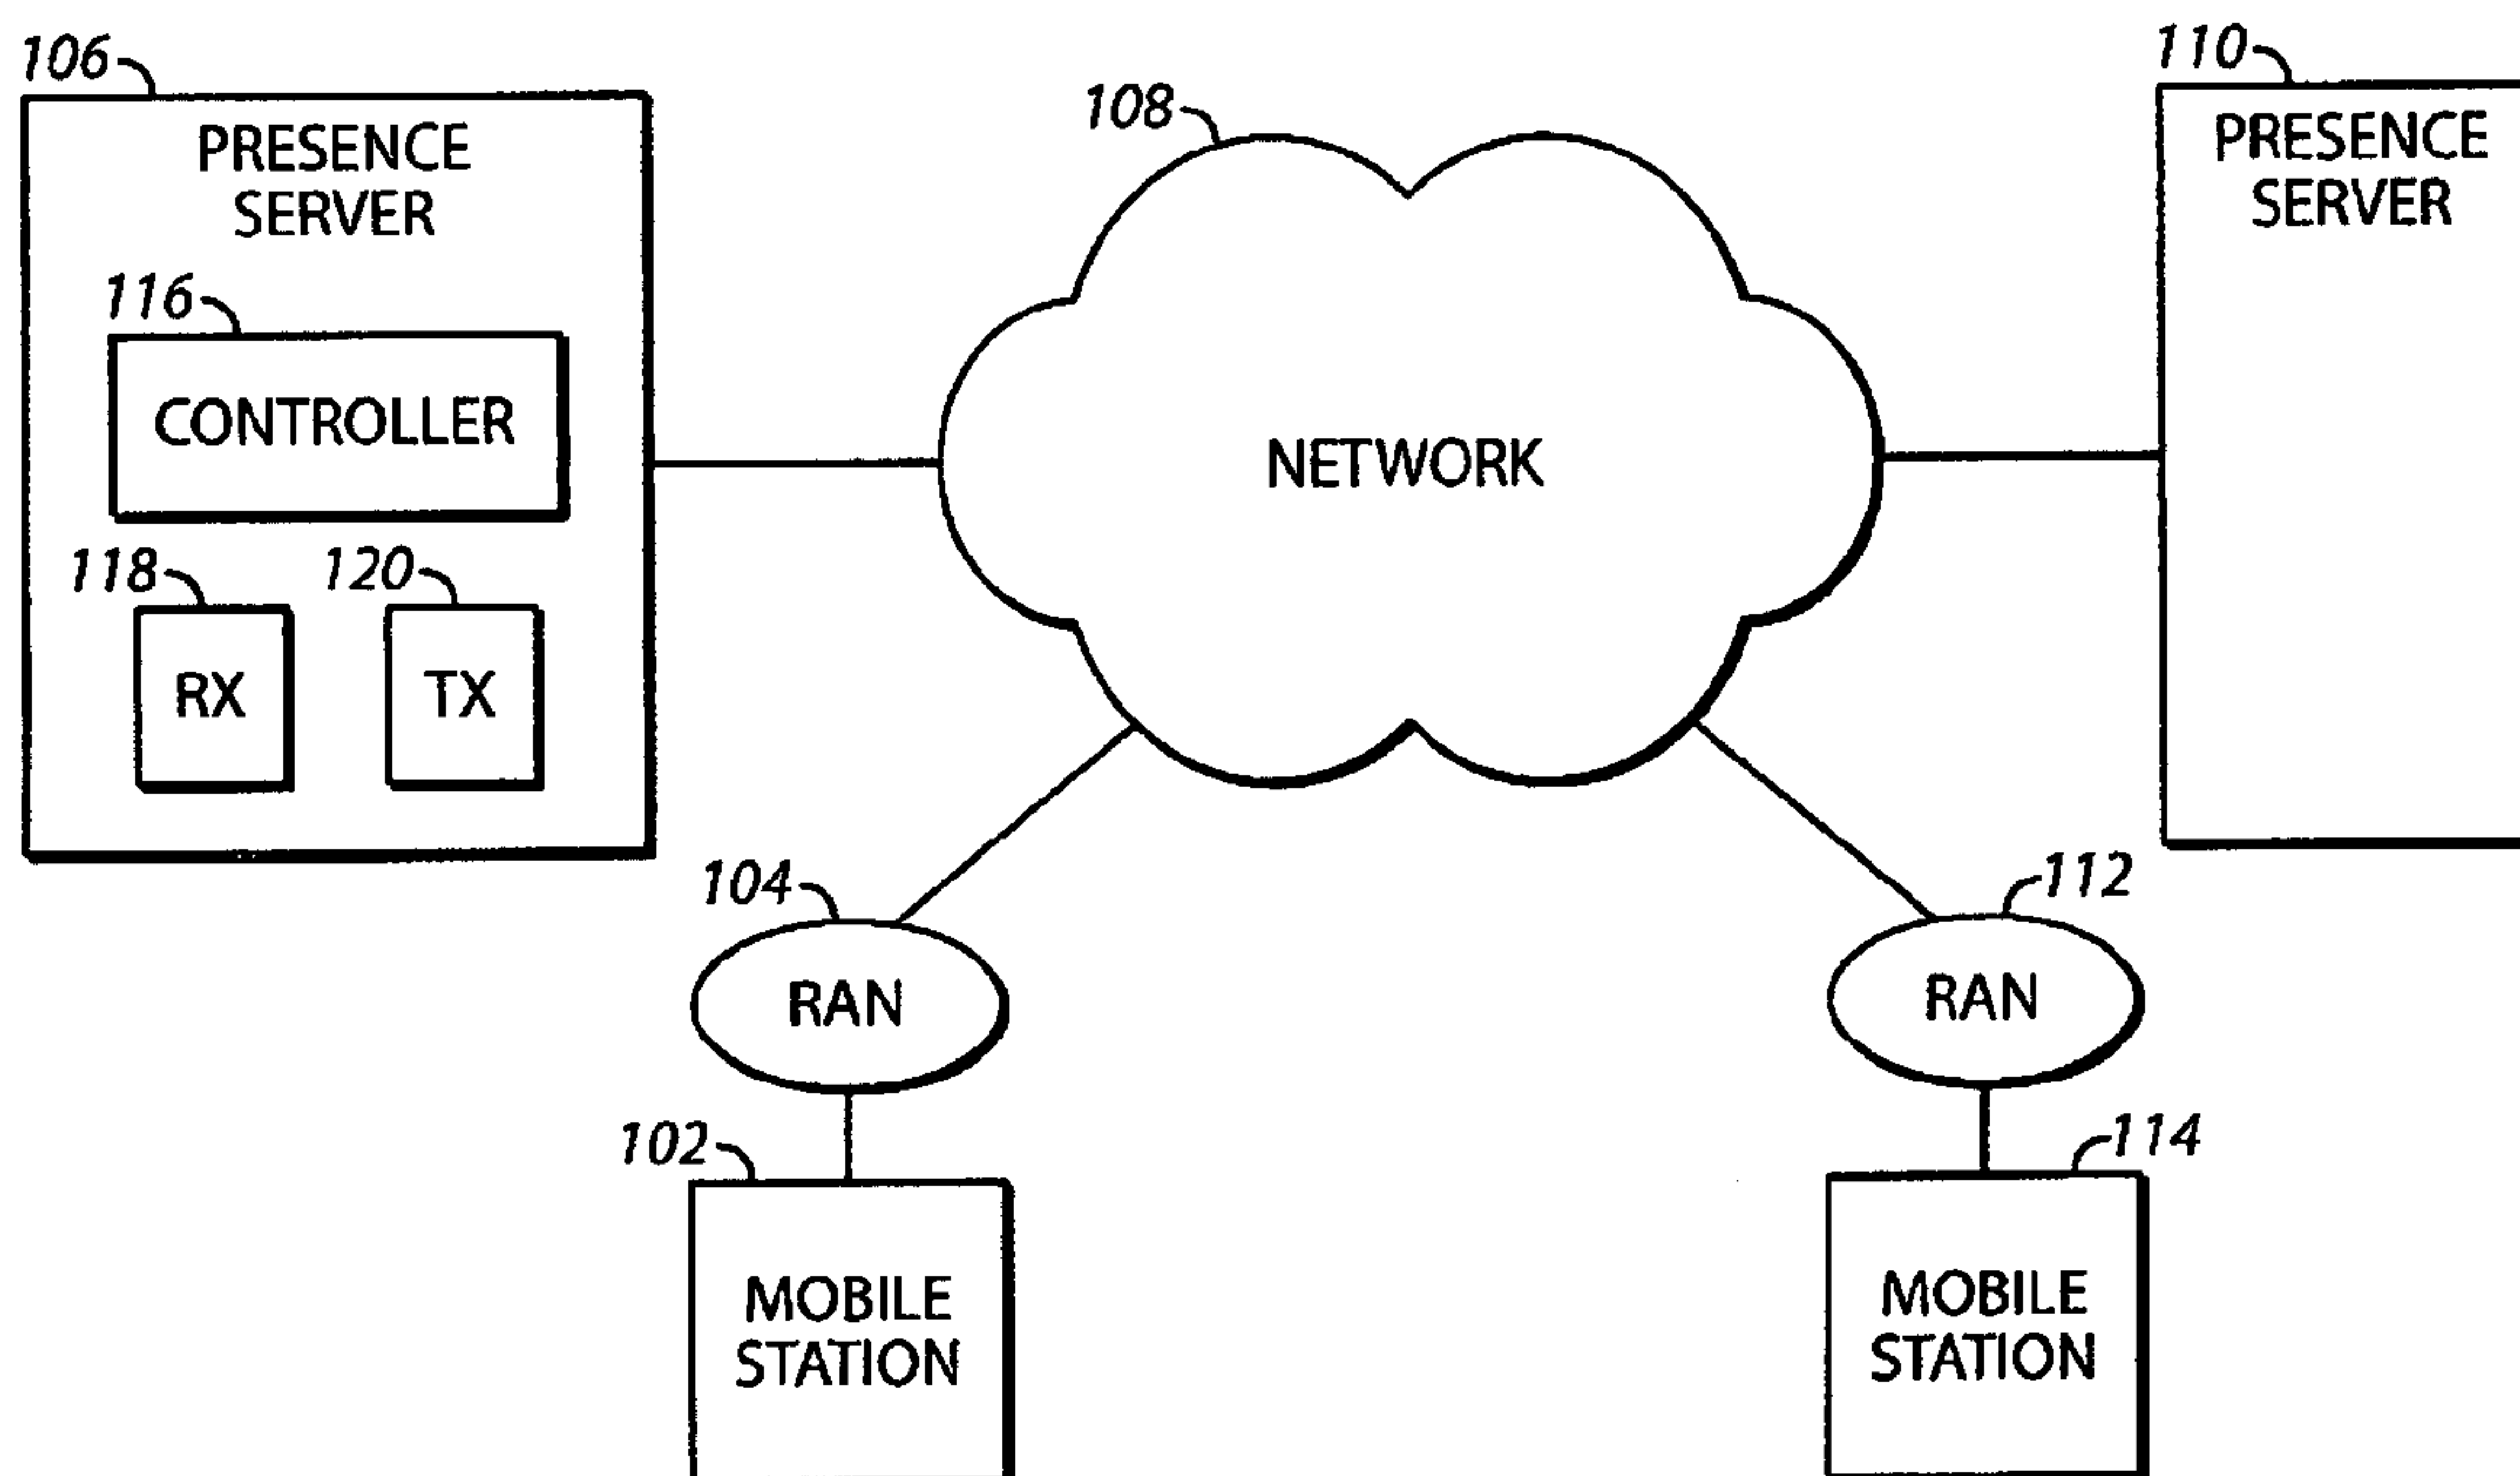 106
110
108
PRESENCE
SERVER
PRESENCE
SERVER
116
CONTROLLER
NETWORK
118
120
RX
TX
104
112
RAN
RAN
102
114
MOBILE
STATION
MOBILE
STATION